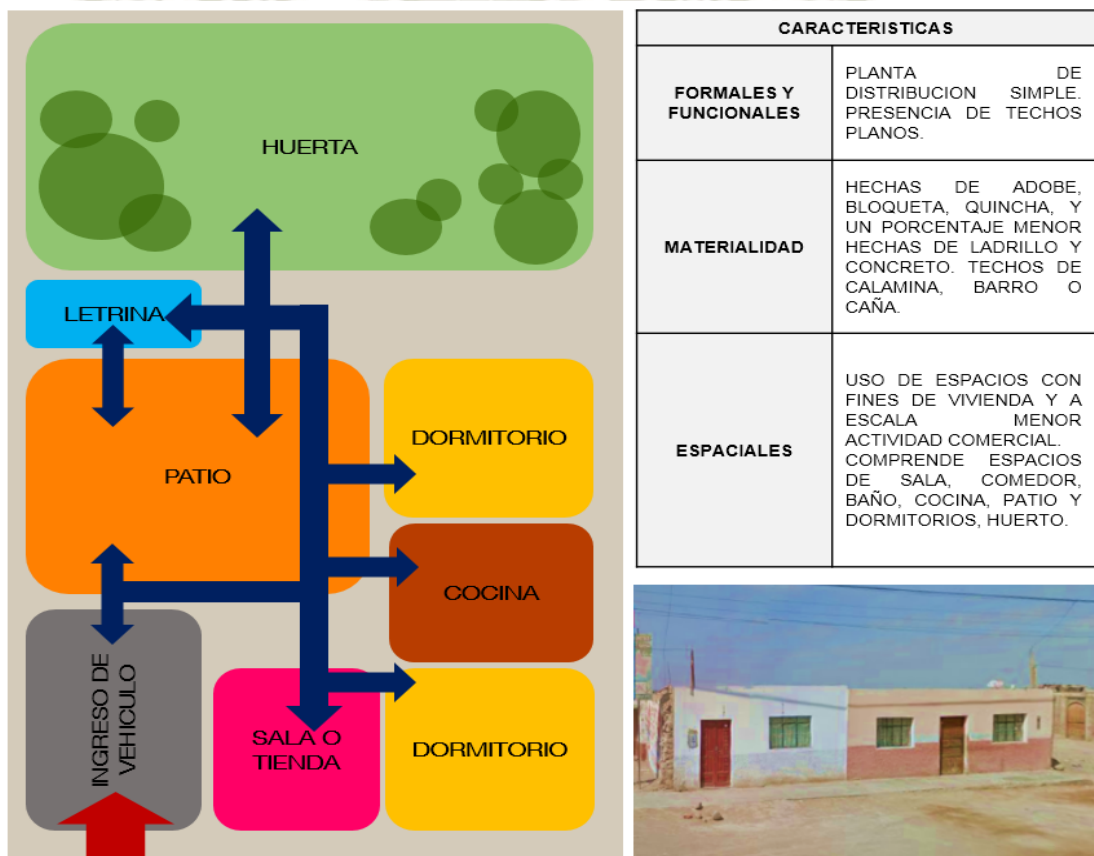 HUERTA
LETRINA
PATIO
DORMITORIO
COCINA
INGRESO DE
VEHICULO
SALA O
TIENDA
DORMITORIO
CARACTERISTICAS
FORMALES Y
FUNCIONALES
PLANTA DE
DISTRIBUCION SIMPLE.
PRESENCIA DE TECHOS
PLANOS.
MATERIALIDAD
HECHAS DE ADOBE,
BLOQUETA, QUINCHA, Y
UN PORCENTAJE MENOR
HECHAS DE LADRILLO Y
CONCRETO. TECHOS DE
CALAMINA, BARRO O
CAÑA.
ESPACIALES
USO DE ESPACIOS CON
FINES DE VIVIENDA Y A
ESCALA MENOR
ACTIVIDAD COMERCIAL.
COMPRENDE ESPACIOS
DE SALA, COMEDOR,
BAÑO, COCINA, PATIO Y
DORMITORIOS, HUERTO.